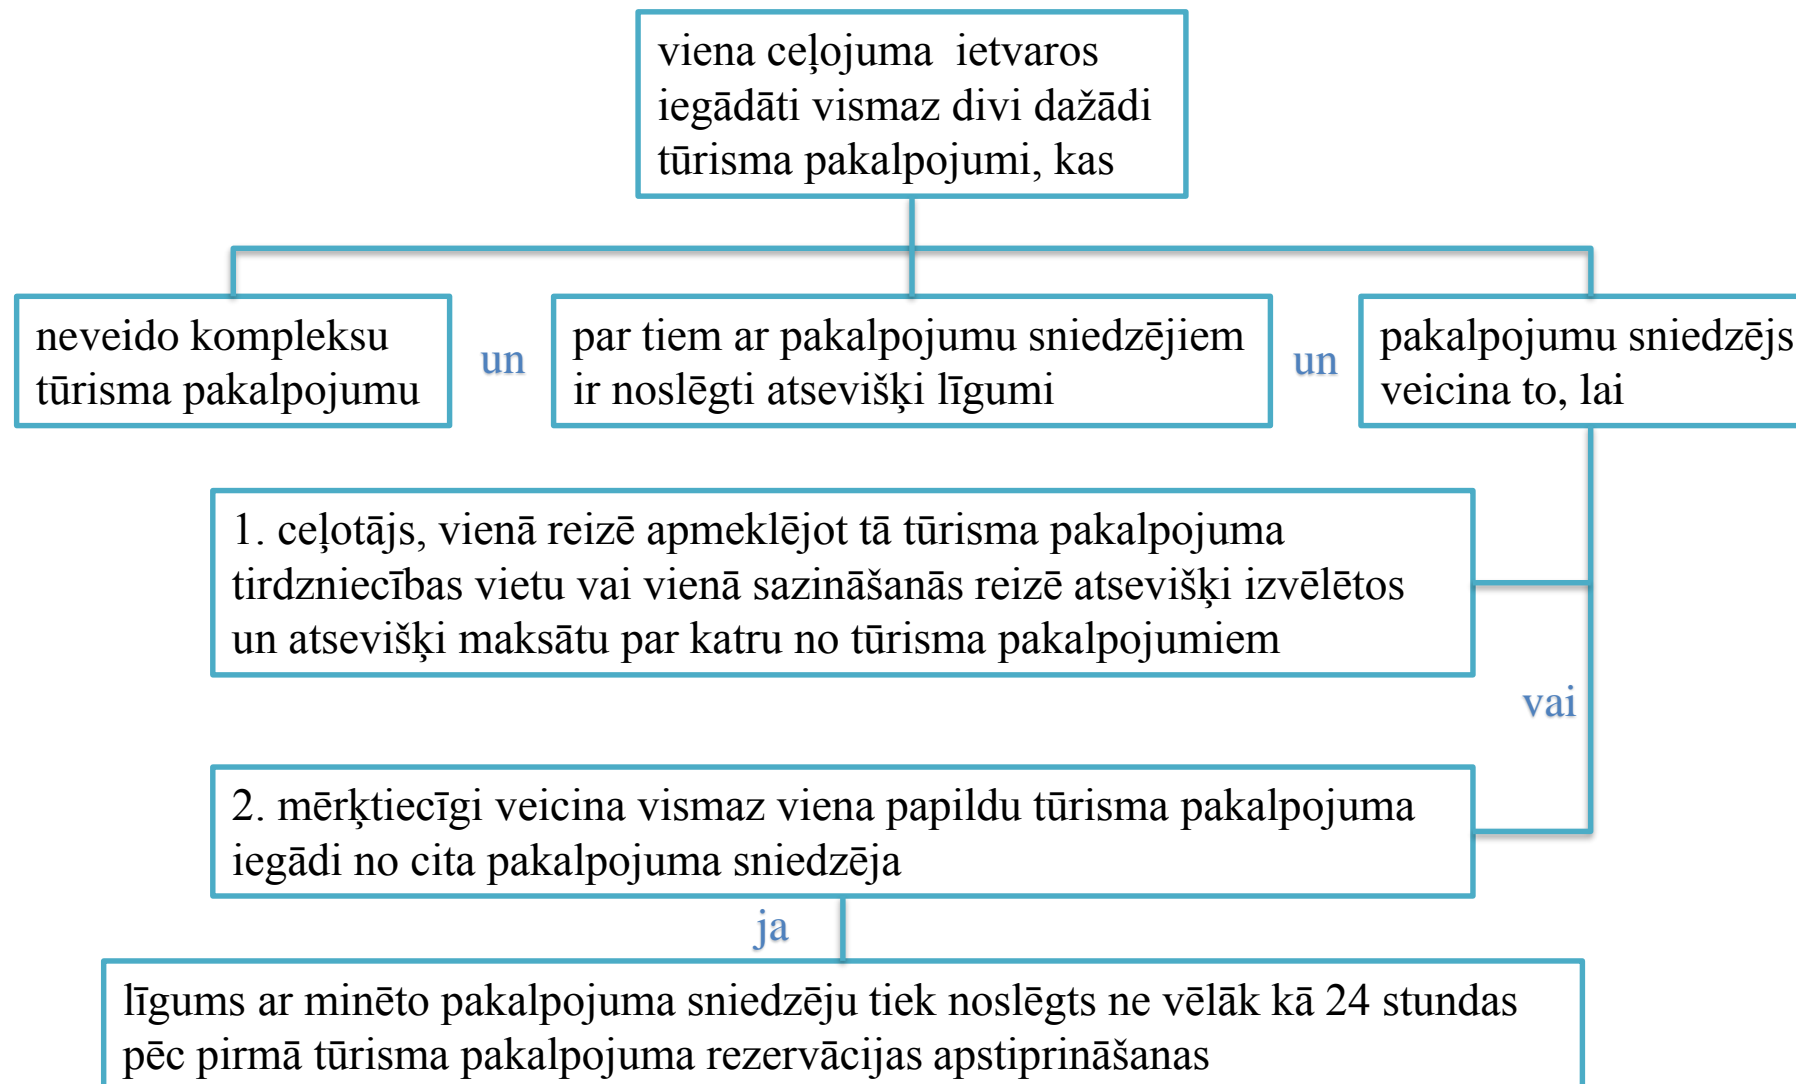 viena ceļojuma ietvaros
iegādāti vismaz divi dažādi
tūrisma pakalpojumi, kas
neveido kompleksu
tūrisma pakalpojumu
un
par tiem ar pakalpojumu sniedzējiem
ir noslēgti atsevišķi līgumi
un
pakalpojumu sniedzējs
veicina to, lai
1. ceļotājs, vienā reizē apmeklējot tā tūrisma pakalpojuma
tirdzniecības vietu vai vienā sazināšanās reizē atsevišķi izvēlētos
un atsevišķi maksātu par katru no tūrisma pakalpojumiem
vai
2. mērķtiecīgi veicina vismaz viena papildu tūrisma pakalpojuma
iegādi no cita pakalpojuma sniedzēja
ja
līgums ar minēto pakalpojuma sniedzēju tiek noslēgts ne vēlāk kā 24 stundas
pēc pirmā tūrisma pakalpojuma rezervācijas apstiprināšanas